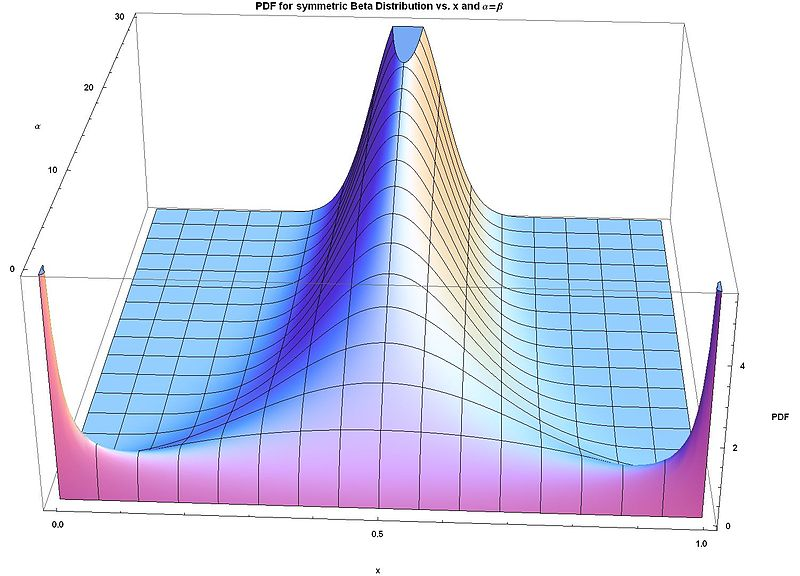 PDF for symmetric Beta Distribution vs. x and α=β
30
20
α
10
0
4
PDF
2
0
0.0
0.5
1.0
x